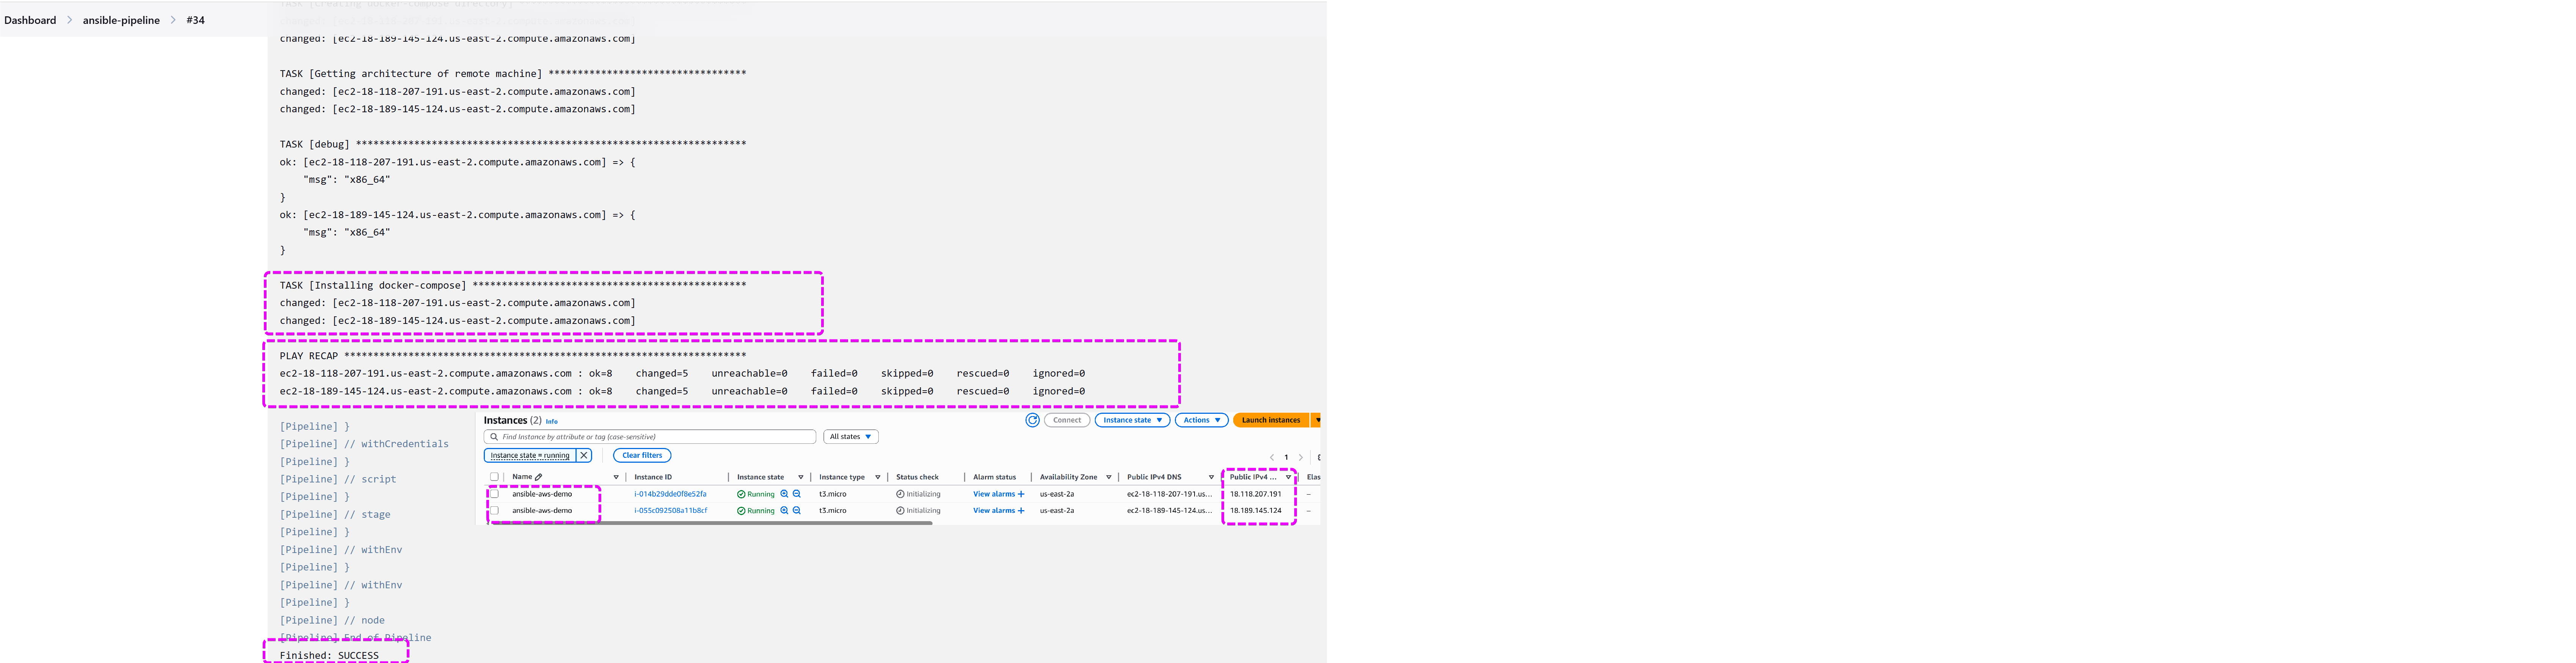 TASK [Creating docker-compose directory] ***********************************
Dashboard > ansible-pipeline > #34
changed: [ec2-18-189-145-124.us-east-2.compute.amazonaws.com]
TASK [Getting architecture of remote machine] **********************************
changed: [ec2-18-118-207-191.us-east-2.compute.amazonaws.com]
changed: [ec2-18-189-145-124.us-east-2.compute.amazonaws.com]
TASK [debug] *******************************************************************
ok: [ec2-18-118-207-191.us-east-2.compute.amazonaws.com] => {
"msg": "x86_64"
}
ok: [ec2-18-189-145-124.us-east-2.compute.amazonaws.com] => {
"msg": "x86_64"
}
TASK [Installing docker-compose] ***********************************************
changed: [ec2-18-118-207-191.us-east-2.compute.amazonaws.com]
changed: [ec2-18-189-145-124.us-east-2.compute.amazonaws.com]
PLAY RECAP *********************************************************************
ec2-18-118-207-191.us-east-2.compute.amazonaws.com : ok=8 changed=5 unreachable=0 failed=0 skipped=0 rescued=0 ignored=0
ec2-18-189-145-124.us-east-2.compute.amazonaws.com : ok=8 changed=5 unreachable=0 failed=0 skipped=0 rescued=0 ignored=0
Instances (2) Info Connect Instance state Actions Launch instances
Find Instance by attribute or tag (case-sensitive) All states
Instance state = running Clear filters
1
Name Instance ID Instance state Instance type Status check Alarm status Availability Zone Public IPv4 DNS Public IPv4 ... Elas
ansible-aws-demo i-014b29dde0f8e52fa Running t3.micro Initializing View alarms + us-east-2a ec2-18-118-207-191.us... 18.118.207.191 –
ansible-aws-demo i-055c092508a11b8cf Running t3.micro Initializing View alarms + us-east-2a ec2-18-189-145-124.us... 18.189.145.124 –
[Pipeline] }
[Pipeline] // withCredentials
[Pipeline] }
[Pipeline] // script
[Pipeline] }
[Pipeline] // stage
[Pipeline] }
[Pipeline] // withEnv
[Pipeline] }
[Pipeline] // withEnv
[Pipeline] }
[Pipeline] // node
[Pipeline] End of Pipeline
Finished: SUCCESS